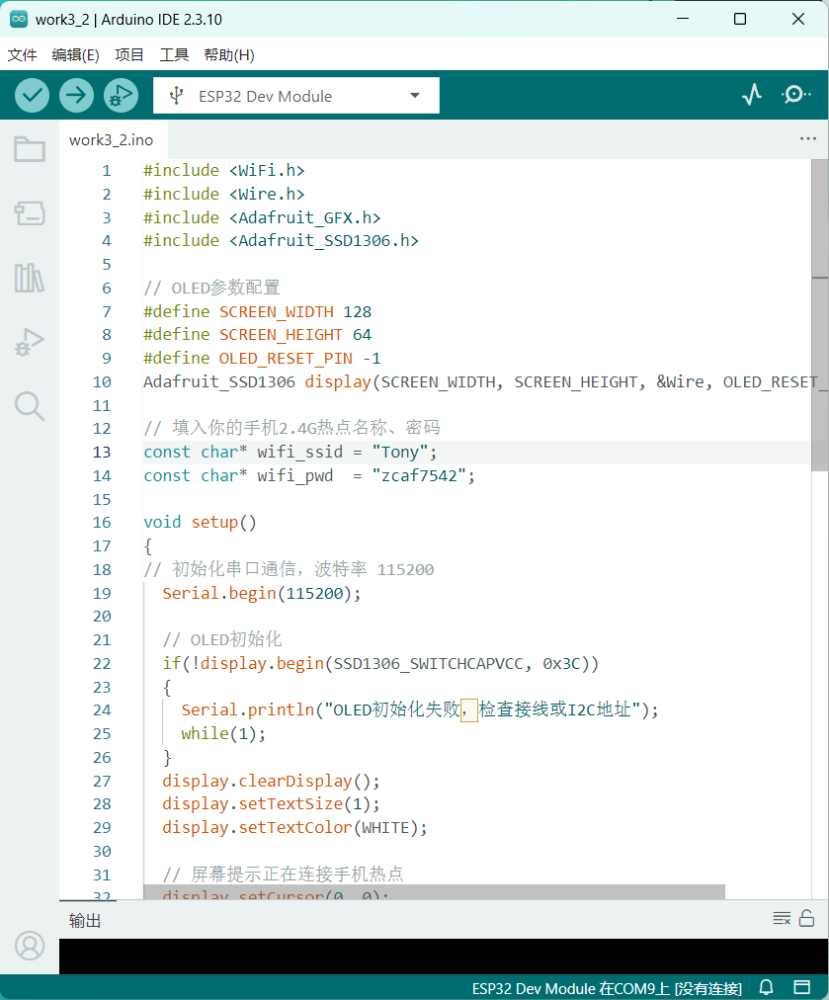 work3_2 | Arduino IDE 2.3.10
文件 编辑(E) 项目 工具 帮助(H)
ESP32 Dev Module
work3_2.ino
1 #include <WiFi.h>
2 #include <Wire.h>
3 #include <Adafruit_GFX.h>
4 #include <Adafruit_SSD1306.h>
5
6 // OLED参数配置
7 #define SCREEN_WIDTH 128
8 #define SCREEN_HEIGHT 64
9 #define OLED_RESET_PIN -1
10 Adafruit_SSD1306 display(SCREEN_WIDTH, SCREEN_HEIGHT, &Wire, OLED_RESET_
11
12 // 填入你的手机2.4G热点名称、密码
13 const char* wifi_ssid = "Tony";
14 const char* wifi_pwd  = "zcaf7542";
15
16 void setup()
17 {
18 // 初始化串口通信，波特率 115200
19 Serial.begin(115200);
20
21 // OLED初始化
22 if(!display.begin(SSD1306_SWITCHCAPVCC, 0x3C))
23 {
24 Serial.println("OLED初始化失败，检查接线或I2C地址");
25 while(1);
26 }
27 display.clearDisplay();
28 display.setTextSize(1);
29 display.setTextColor(WHITE);
30
31 // 屏幕提示正在连接手机热点
32 display.setCursor(0, 0);
输出
ESP32 Dev Module 在COM9上 [没有连接]